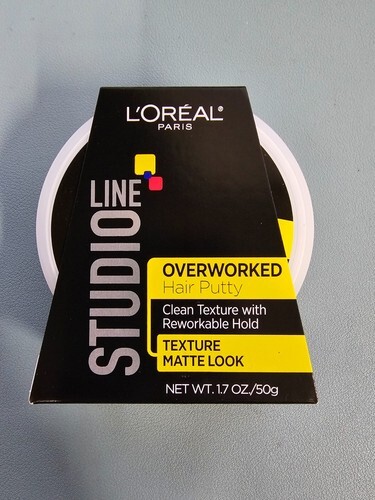 L'ORÉAL®
PARIS
STUDIO
LINE
OVERWORKED
Hair Putty
Clean Texture with
Reworkable Hold
TEXTURE
MATTE LOOK
NET WT. 1.7 OZ./50g